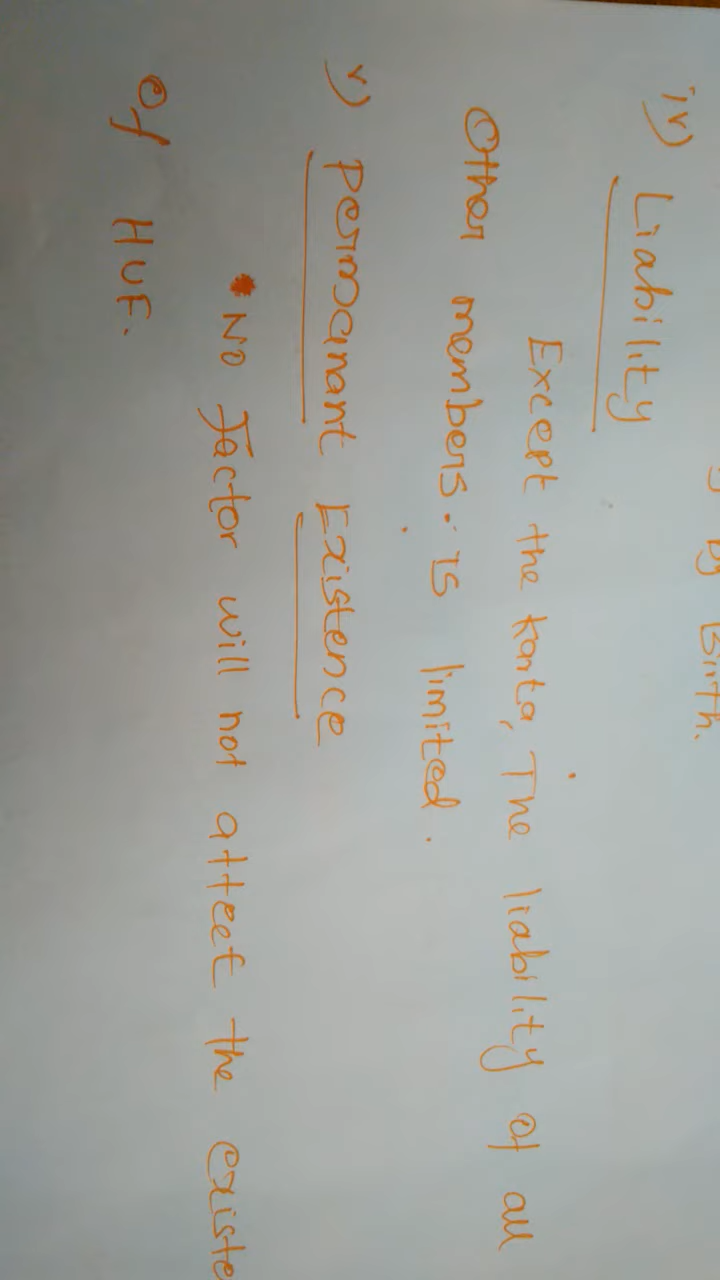 by Birth.
iv) Liability
Except the karta, The liability of all
Other members. is limited.
v) Permanant Existence
No factor will not affect the existe
of HUF.